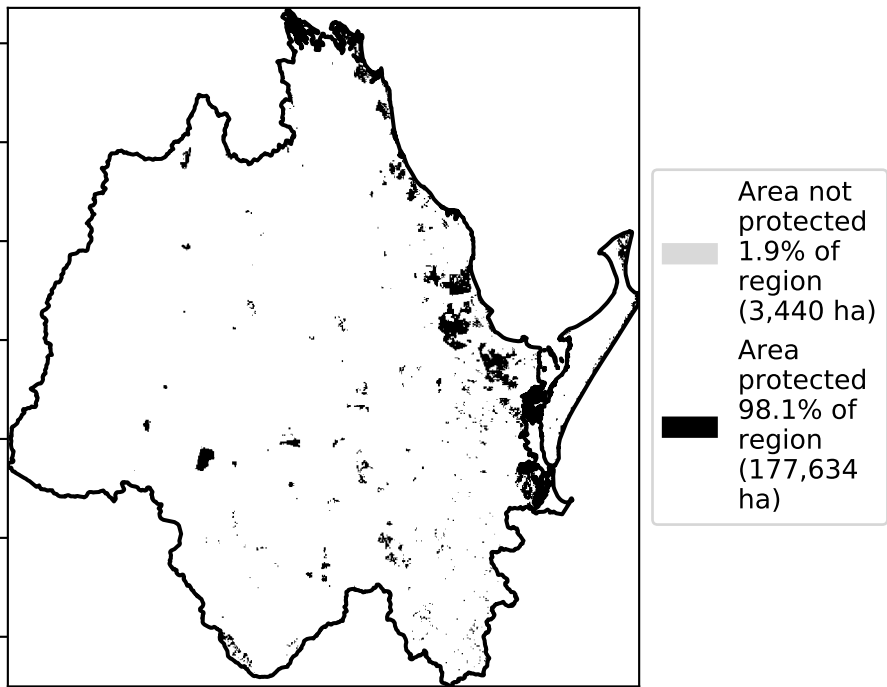 Area not
protected
1.9% of
region
(3,440 ha)
Area
protected
98.1% of
region
(177,634
ha)